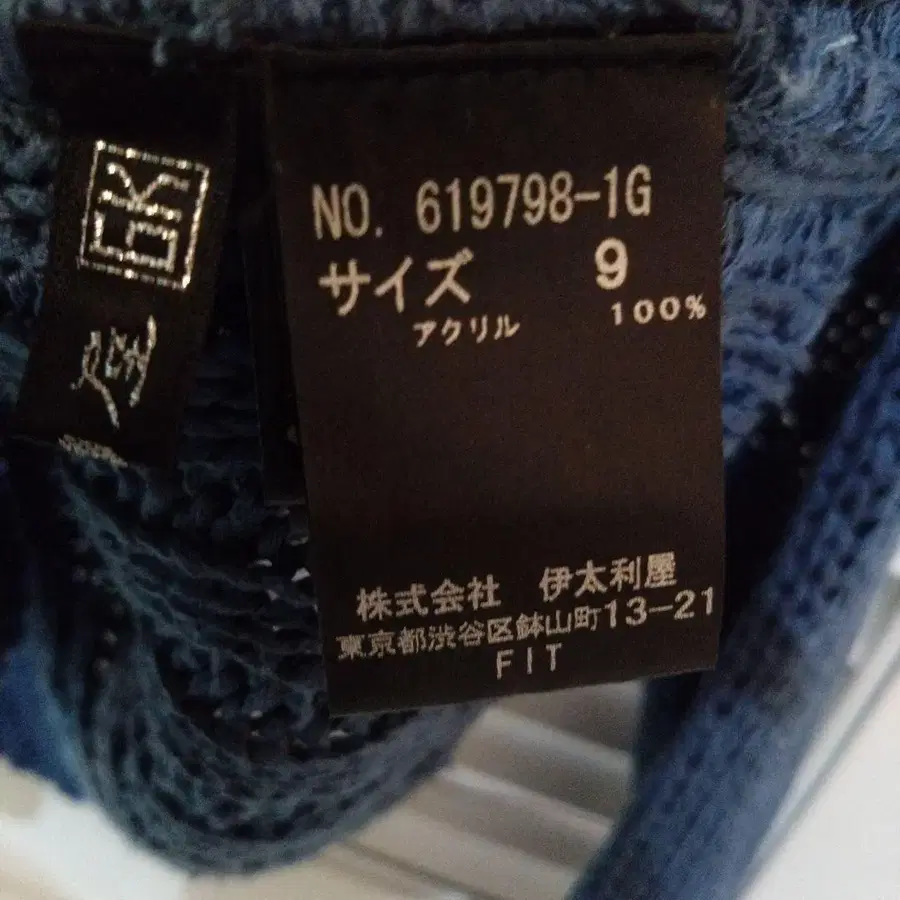 GK
NO. 619798-1G
サイズ 9
アクリル 100%
株式会社 伊太利屋
東京都渋谷区鉢山町13-21
FIT